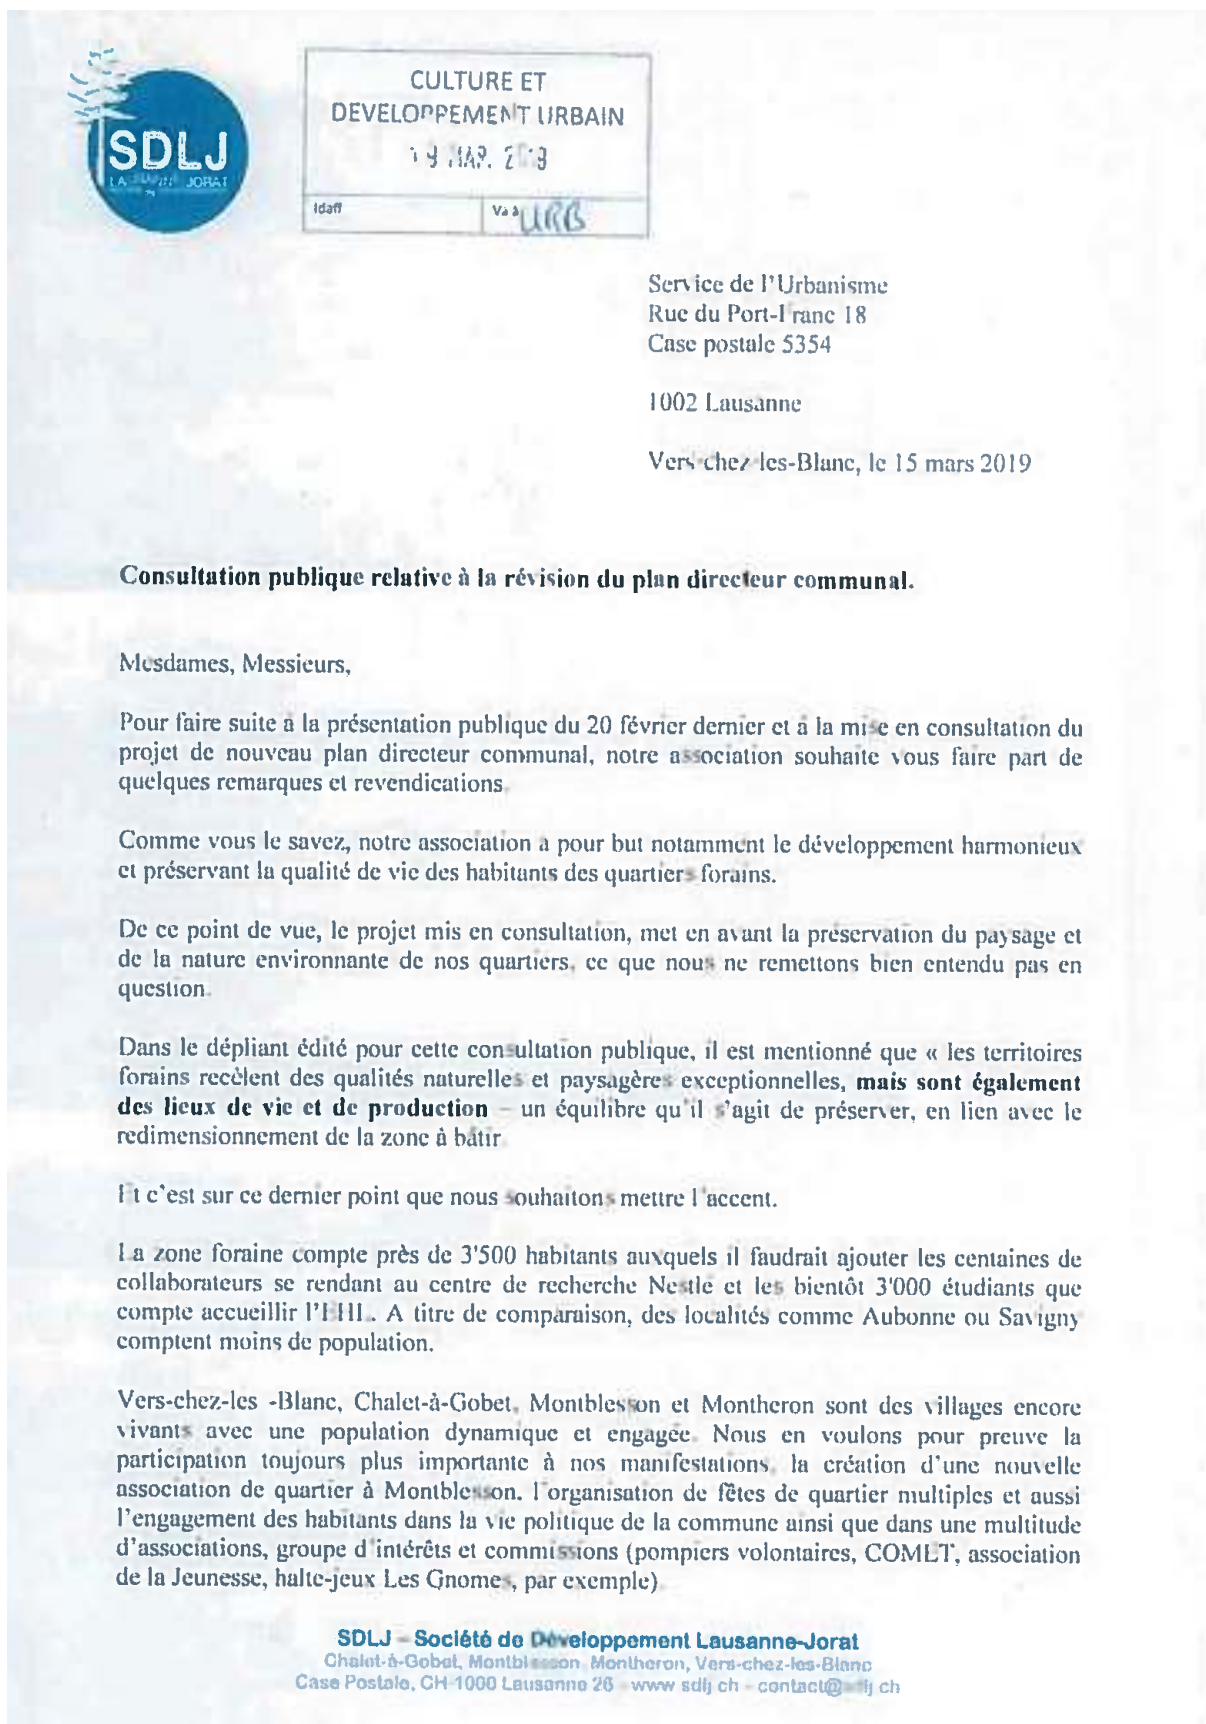 SDLJ
CULTURE ET
DEVELOPPEMENT URBAIN
Idaff
Va à URB
Service de l'Urbanisme
Rue du Port-Franc 18
Case postale 5354
1002 Lausanne
Vers-chez-les-Blanc, le 15 mars 2019
Consultation publique relative à la révision du plan directeur communal.
Mesdames, Messieurs,
Pour faire suite à la présentation publique du 20 février dernier et à la mise en consultation du
projet de nouveau plan directeur communal, notre association souhaite vous faire part de
quelques remarques et revendications.
Comme vous le savez, notre association a pour but notamment le développement harmonieux
et préservant la qualité de vie des habitants des quartiers forains.
De ce point de vue, le projet mis en consultation, met en avant la préservation du paysage et
de la nature environnante de nos quartiers, ce que nous ne remettons bien entendu pas en
question.
Dans le dépliant édité pour cette consultation publique, il est mentionné que « les territoires
forains recèlent des qualités naturelles et paysagères exceptionnelles, mais sont également
des lieux de vie et de production – un équilibre qu'il s'agit de préserver, en lien avec le
redimensionnement de la zone à bâtir.
Et c'est sur ce dernier point que nous souhaitons mettre l'accent.
La zone foraine compte près de 3'500 habitants auxquels il faudrait ajouter les centaines de
collaborateurs se rendant au centre de recherche Nestlé et les bientôt 3'000 étudiants que
compte accueillir l'EHL. A titre de comparaison, des localités comme Aubonne ou Savigny
comptent moins de population.
Vers-chez-les -Blanc, Chalet-à-Gobet, Montblesson et Montheron sont des villages encore
vivants avec une population dynamique et engagée. Nous en voulons pour preuve la
participation toujours plus importante à nos manifestations, la création d'une nouvelle
association de quartier à Montblesson, l'organisation de fêtes de quartier multiples et aussi
l'engagement des habitants dans la vie politique de la commune ainsi que dans une multitude
d'associations, groupe d'intérêts et commissions (pompiers volontaires, COMET, association
de la Jeunesse, halte-jeux Les Gnomes, par exemple).
SDLJ – Société de Développement Lausanne-Jorat
Chalet-à-Gobet, Montblesson, Montheron, Vers-chez-les-Blanc
Case Postale, CH-1000 Lausanne 26 - www.sdlj.ch - contact@sdlj.ch